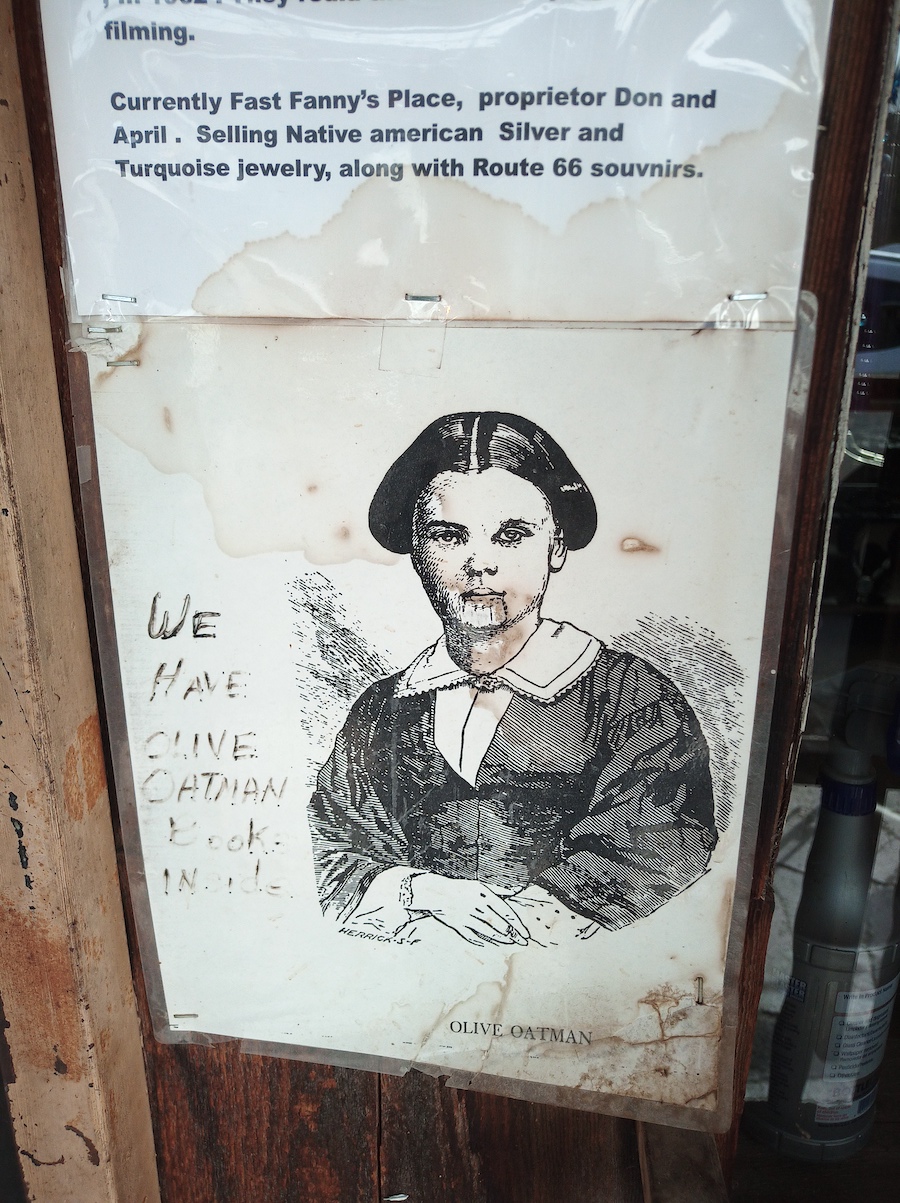 filming.
Currently Fast Fanny's Place, proprietor Don and
April . Selling Native american Silver and
Turquoise jewelry, along with Route 66 souvnirs.
WE
HAVE
OLIVE
OATMAN
Books
INside
HERRICK-S-F
OLIVE OATMAN